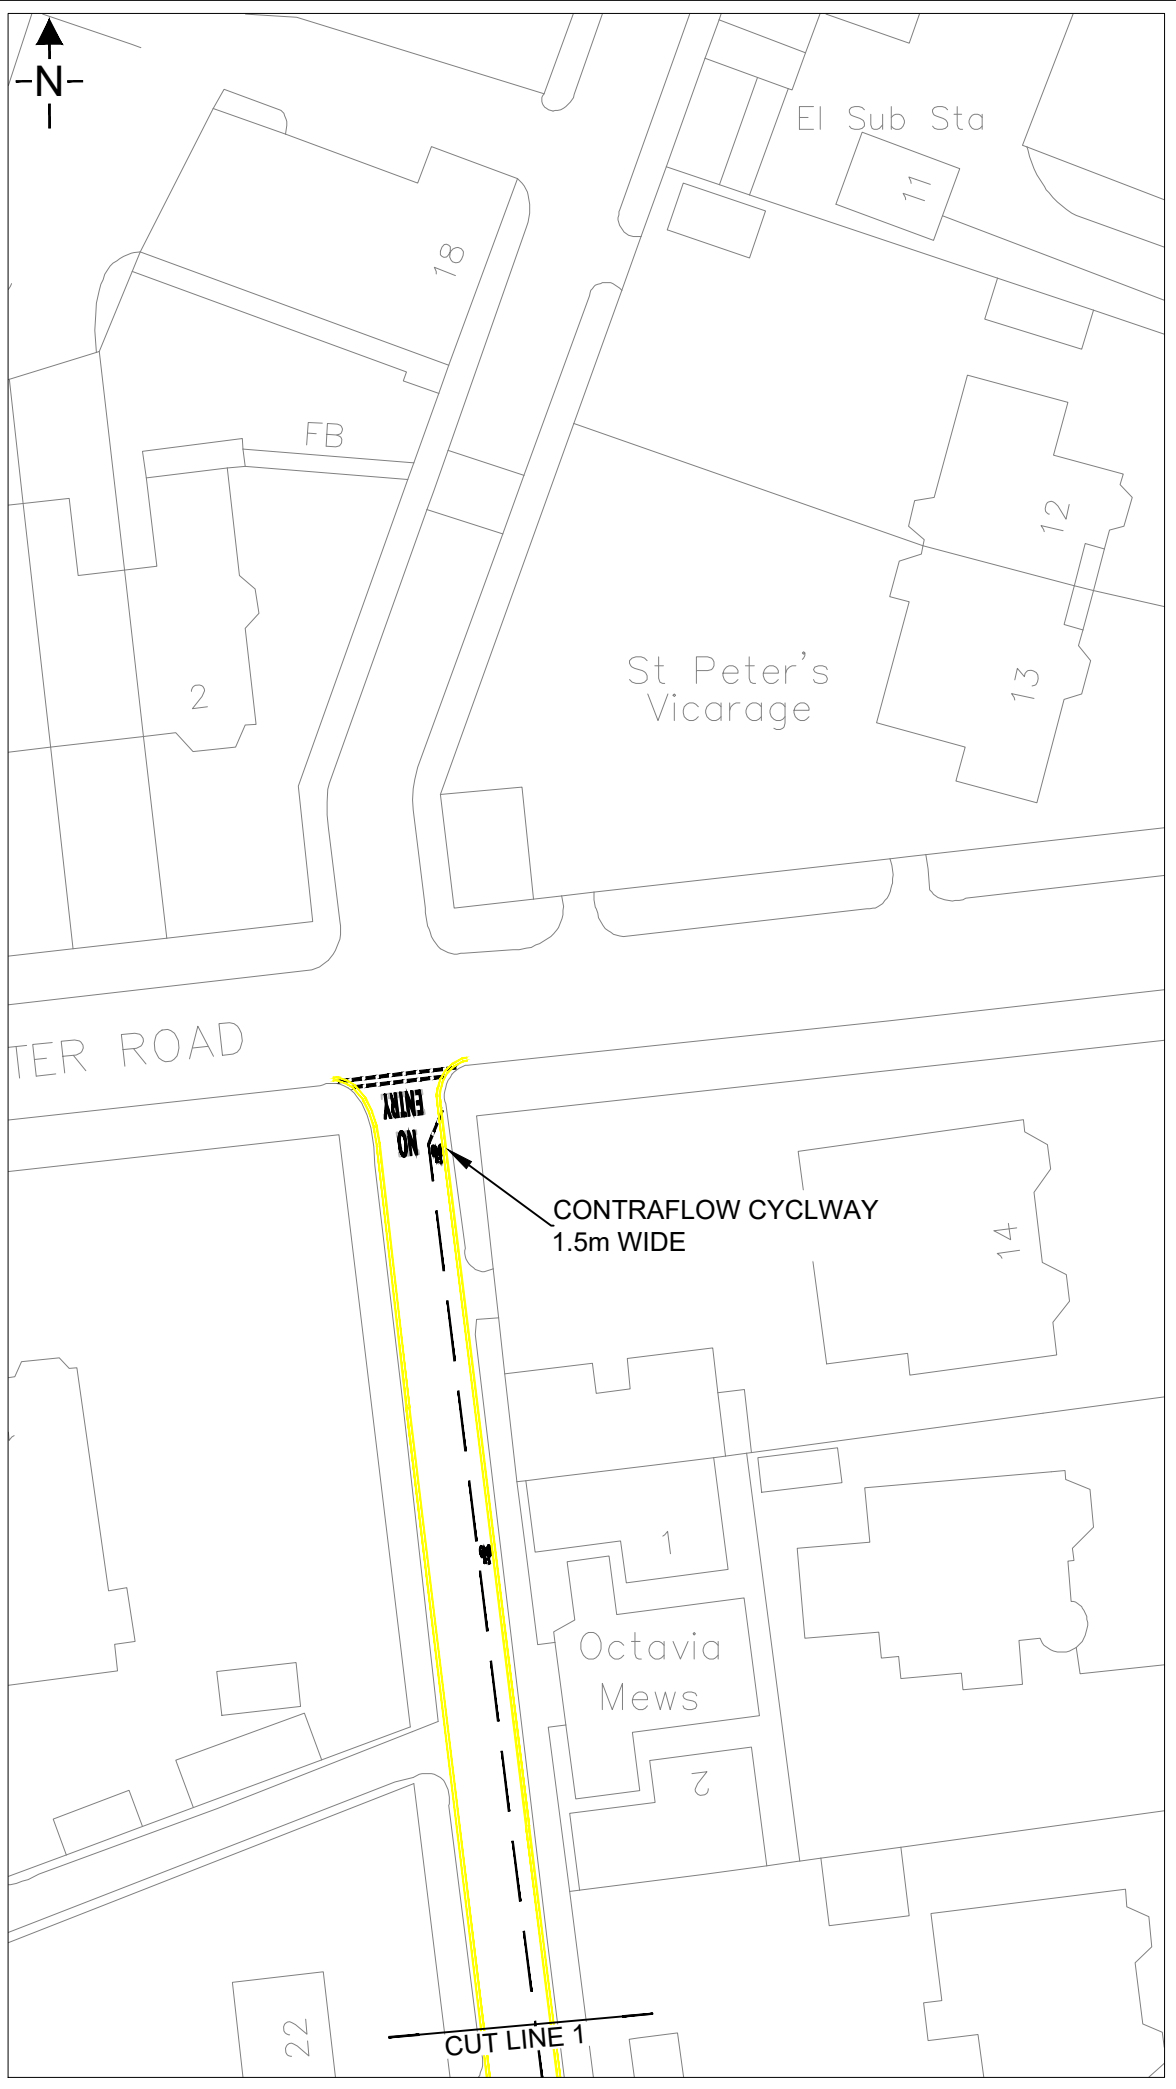 N
El Sub Sta
11
18
FB
12
St Peter's
Vicarage
13
2
TER ROAD
ENTRY
NO
CONTRAFLOW CYCLWAY
1.5m WIDE
14
1
Octavia
Mews
2
22
CUT LINE 1